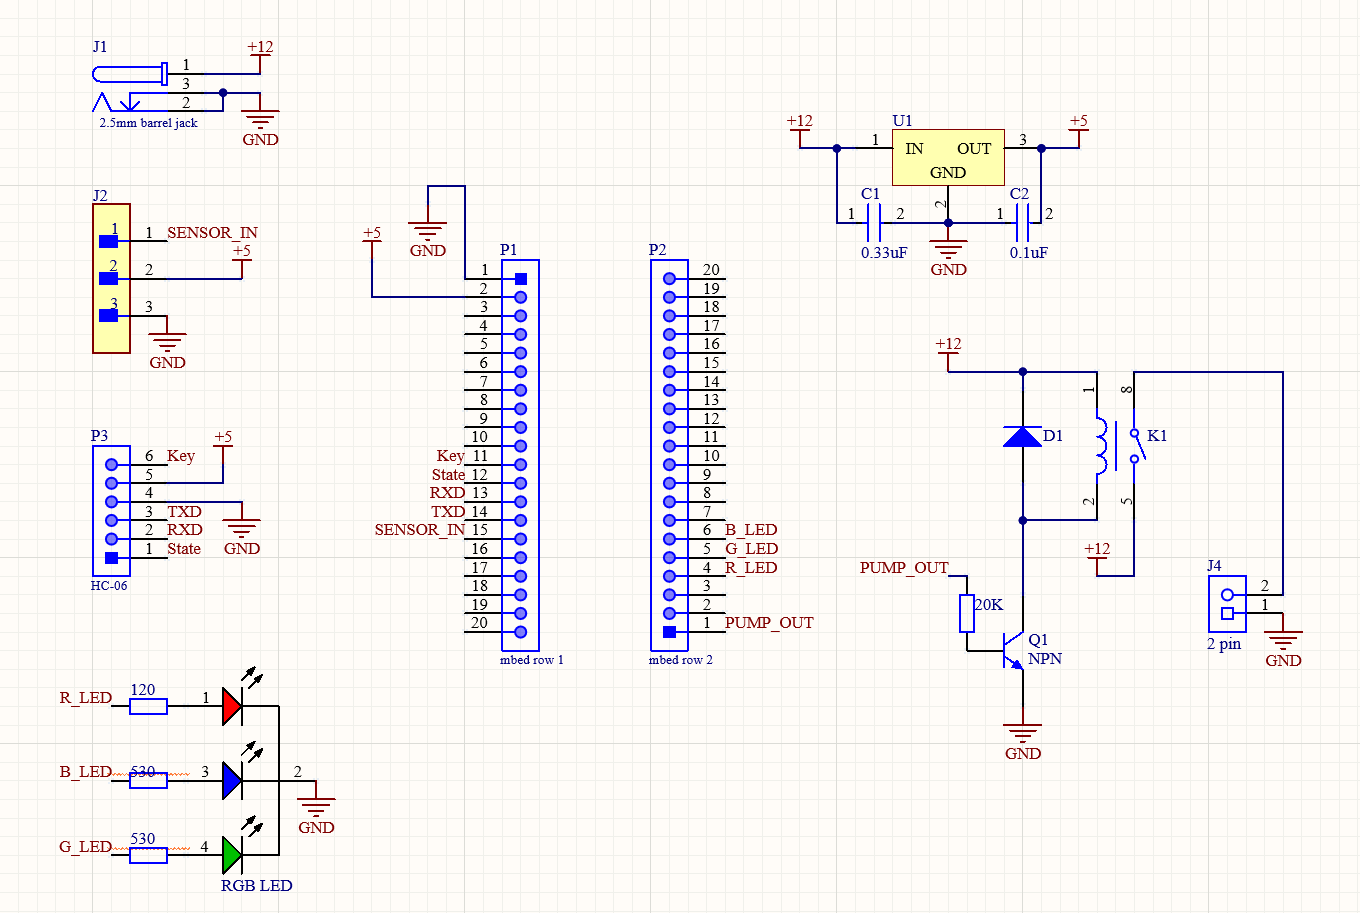 J1
+12
1
3
2
2.5mm barrel jack
GND
J2
1
1
SENSOR_IN
+5
2
2
3
3
GND
P3
+5
6
Key
5
4
3
TXD
2
RXD
1
State
GND
HC-06
+5
GND
P1
1
2
3
4
5
6
7
8
9
10
Key
11
State
12
RXD
13
TXD
14
SENSOR_IN
15
16
17
18
19
20
mbed row 1
P2
20
19
18
17
16
15
14
13
12
11
10
9
8
7
6
B_LED
5
G_LED
4
R_LED
3
2
1
PUMP_OUT
mbed row 2
+12
U1
+5
1
IN
OUT
3
GND
2
C1
C2
1
2
1
2
0.33uF
0.1uF
GND
+12
1
8
D1
K1
2
5
+12
PUMP_OUT
20K
Q1
NPN
GND
J4
2
1
2 pin
GND
R_LED
120
1
B_LED
530
3
2
GND
G_LED
530
4
RGB LED